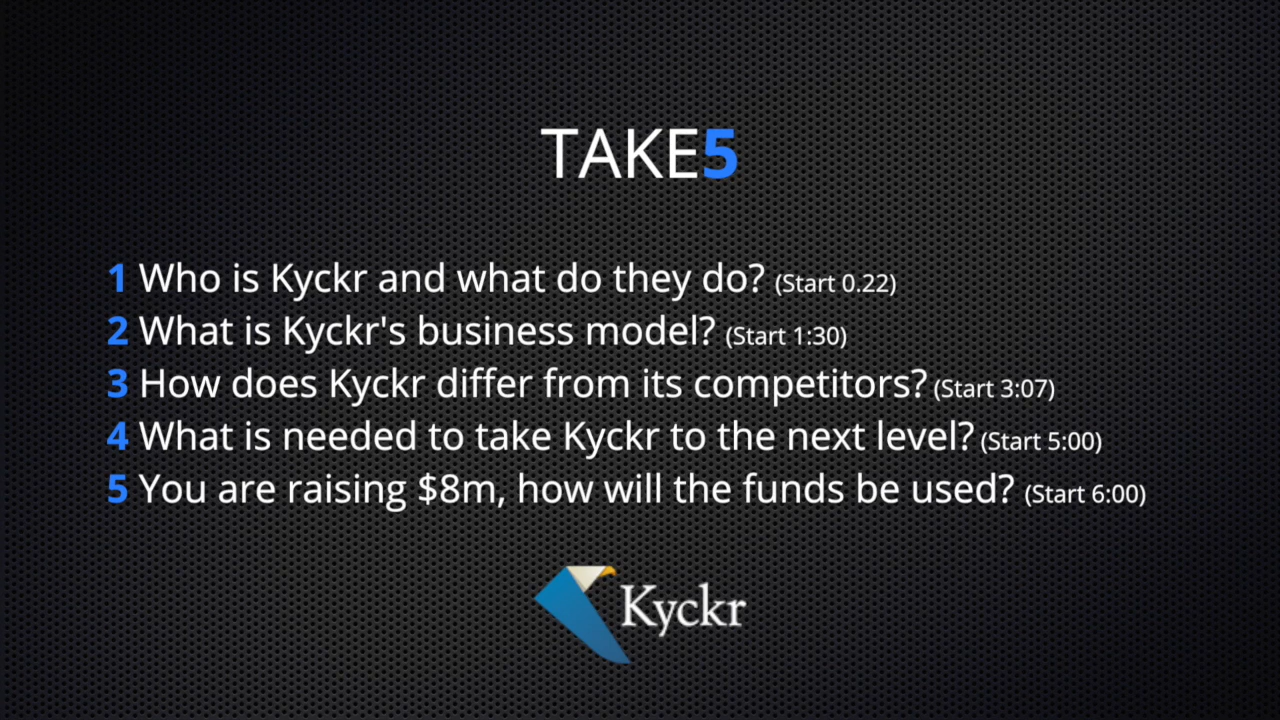 TAKE5
1 Who is Kyckr and what do they do? (Start 0.22)
2 What is Kyckr's business model? (Start 1:30)
3 How does Kyckr differ from its competitors? (Start 3:07)
4 What is needed to take Kyckr to the next level? (Start 5:00)
5 You are raising $8m, how will the funds be used? (Start 6:00)
Kyckr